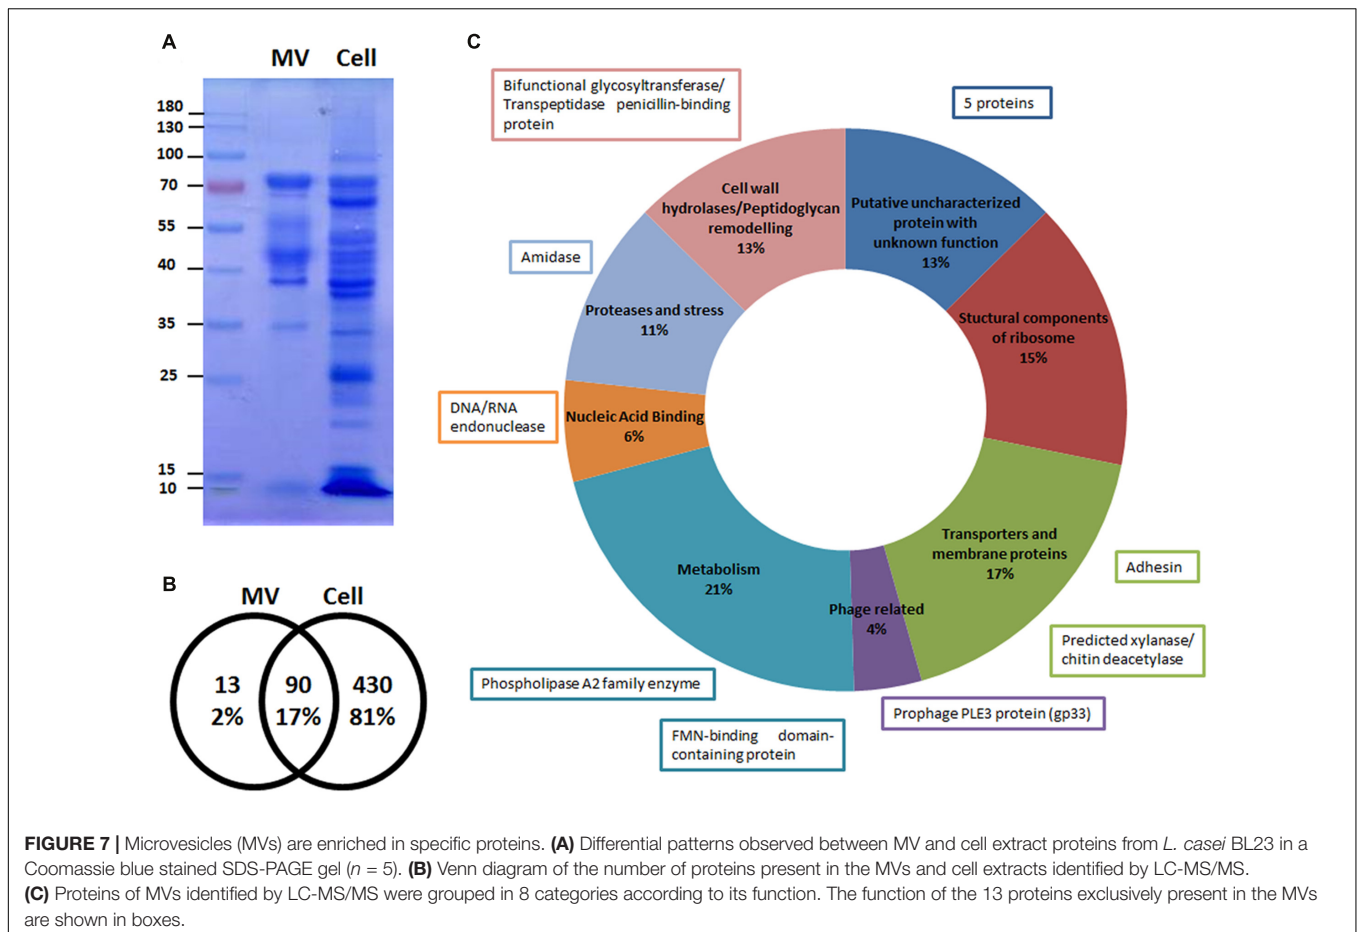 A
MV Cell
180
130
100
70
55
40
35
25
15
10
B
MV Cell
13 90 430
2% 17% 81%
C
Bifunctional glycosyltransferase/
Transpeptidase penicillin-binding
protein
5 proteins
Cell wall
hydrolases/Peptidoglycan
remodelling
13%
Putative uncharacterized
protein with
unknown function
13%
Amidase
Proteases and stress
11%
Stuctural components
of ribosome
15%
DNA/RNA
endonuclease
Nucleic Acid Binding
6%
Transporters and
membrane proteins
17%
Adhesin
Metabolism
21%
Phage related
4%
Predicted xylanase/
chitin deacetylase
Phospholipase A2 family enzyme
Prophage PLE3 protein (gp33)
FMN-binding domain-
containing protein
FIGURE 7 | Microvesicles (MVs) are enriched in specific proteins. (A) Differential patterns observed between MV and cell extract proteins from L. casei BL23 in a
Coomassie blue stained SDS-PAGE gel (n = 5). (B) Venn diagram of the number of proteins present in the MVs and cell extracts identified by LC-MS/MS.
(C) Proteins of MVs identified by LC-MS/MS were grouped in 8 categories according to its function. The function of the 13 proteins exclusively present in the MVs
are shown in boxes.